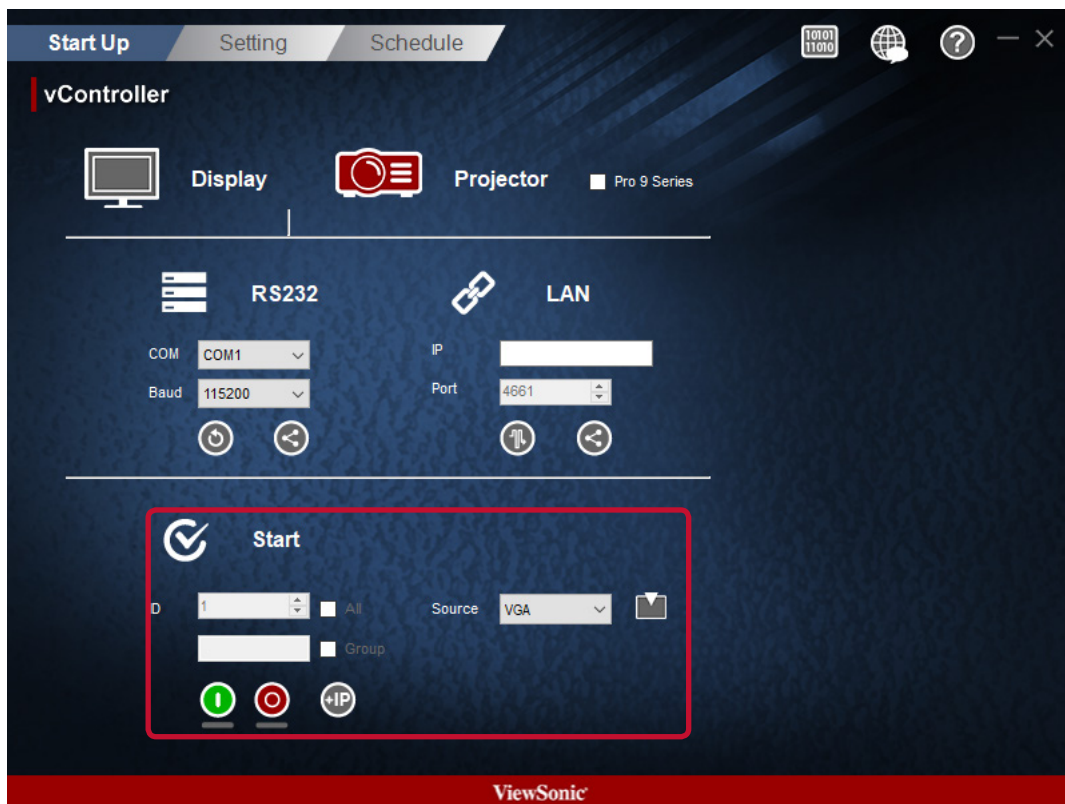 Start Up Setting Schedule
10101
11010
?
vController
Display Projector Pro 9 Series
RS232 LAN
COM COM1 IP
Baud 115200 Port 4661
Start
ID 1 All Source VGA
Group
+IP
ViewSonic